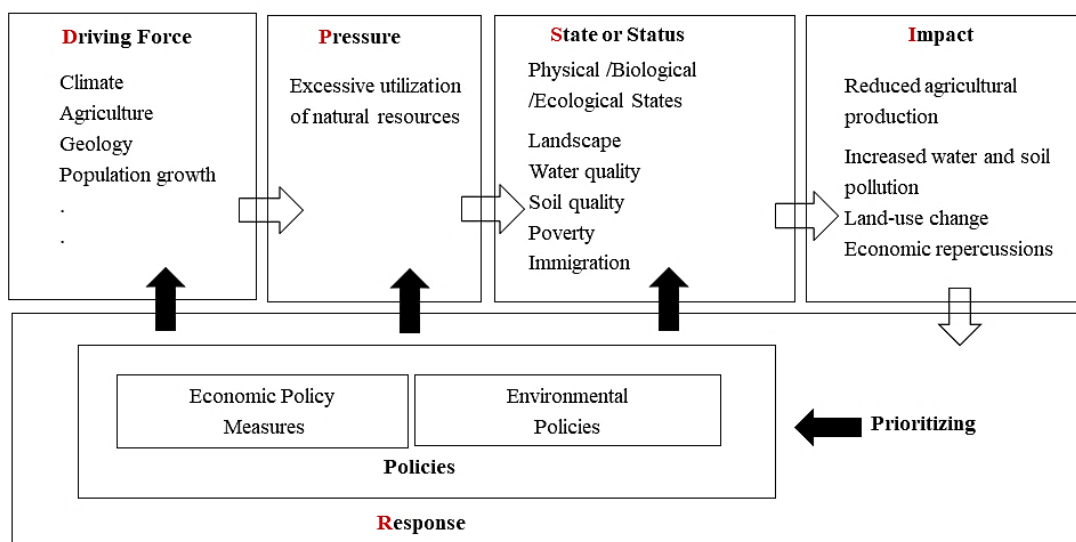 Driving Force
Climate
Agriculture
Geology
Population growth
.
.
Pressure
Excessive utilization
of natural resources
State or Status
Physical /Biological
/Ecological States
Landscape
Water quality
Soil quality
Poverty
Immigration
Impact
Reduced agricultural
production
Increased water and soil
pollution
Land-use change
Economic repercussions
Economic Policy
Measures
Environmental
Policies
Policies
Prioritizing
Response